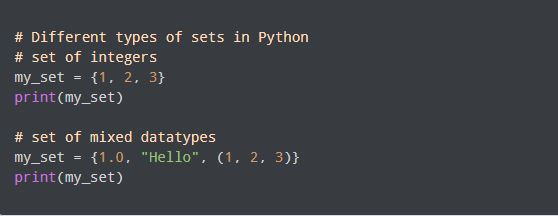 # Different types of sets in Python
# set of integers
my_set = {1, 2, 3}
print(my_set)
# set of mixed datatypes
my_set = {1.0, "Hello", (1, 2, 3)}
print(my_set)